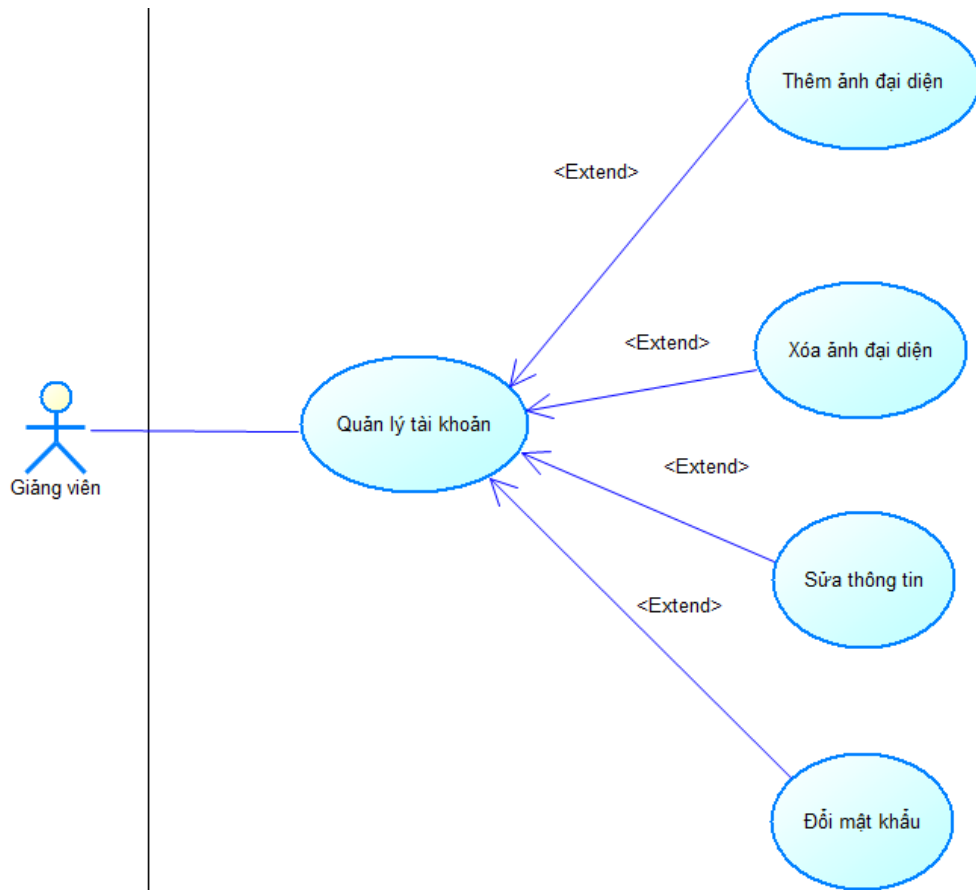 Thêm ảnh đại diện
<Extend>
<Extend>
Xóa ảnh đại diện
Quản lý tài khoản
<Extend>
Giảng viên
Sửa thông tin
<Extend>
Đổi mật khẩu